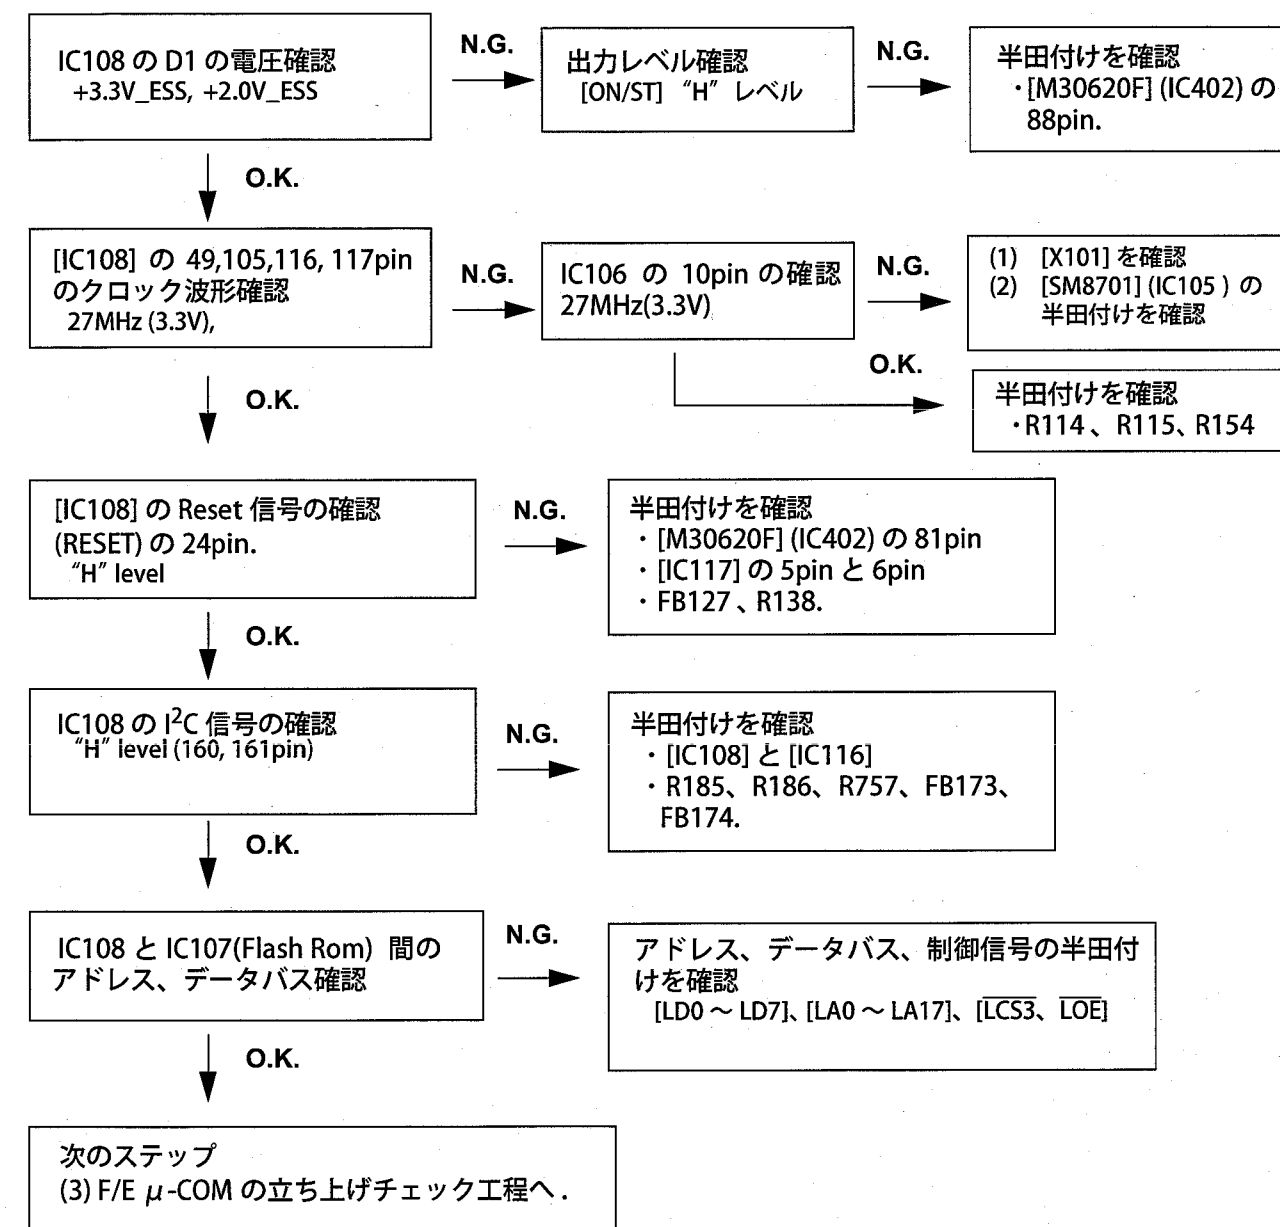 IC108 の D1 の電圧確認
+3.3V_ESS, +2.0V_ESS
N.G.
出力レベル確認
[ON/ST] “H” レベル
N.G.
半田付けを確認
・[M30620F] (IC402) の
88pin.
O.K.
[IC108] の 49,105,116, 117pin
のクロック波形確認
27MHz (3.3V),
N.G.
IC106 の 10pin の確認
27MHz(3.3V)
N.G.
(1) [X101] を確認
(2) [SM8701] (IC105 ) の
半田付けを確認
O.K.
半田付けを確認
・R114 、 R115、R154
O.K.
[IC108] の Reset 信号の確認
(RESET) の 24pin.
“H” level
N.G.
半田付けを確認
・ [M30620F] (IC402) の 81pin
・ [IC117] の 5pin と 6pin
・ FB127 、R138.
O.K.
IC108 の I²C 信号の確認
“H” level (160, 161pin)
N.G.
半田付けを確認
・ [IC108] と [IC116]
・ R185、R186、R757、FB173、
FB174.
O.K.
IC108 と IC107(Flash Rom) 間の
アドレス、データバス確認
N.G.
アドレス、データバス、制御信号の半田付
けを確認
[LD0 ～ LD7]、[LA0 ～ LA17]、[L̅C̅S̅3̅、L̅O̅E̅]
O.K.
次のステップ
(3) F/E μ-COM の立ち上げチェック工程へ .